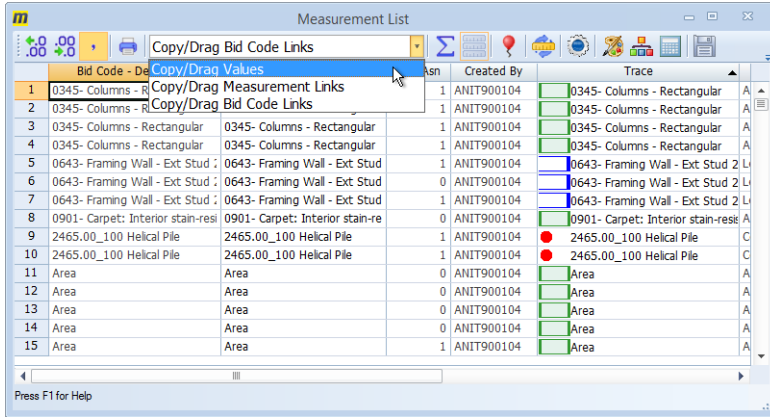 m Measurement List
.00 .00 , Copy/Drag Bid Code Links
Copy/Drag Values
Copy/Drag Measurement Links
Copy/Drag Bid Code Links
Bid Code - De Asn Created By Trace
1 0345- Columns - R 1 ANIT900104 0345- Columns - Rectangular A
2 0345- Columns - Rectangular 0345- Columns - Rectangular 1 ANIT900104 0345- Columns - Rectangular A
3 0345- Columns - Rectangular 0345- Columns - Rectangular 1 ANIT900104 0345- Columns - Rectangular A
4 0345- Columns - Rectangular 0345- Columns - Rectangular 1 ANIT900104 0345- Columns - Rectangular A
5 0643- Framing Wall - Ext Stud 2 0643- Framing Wall - Ext Stud 1 ANIT900104 0643- Framing Wall - Ext Stud 2 L
6 0643- Framing Wall - Ext Stud 2 0643- Framing Wall - Ext Stud 0 ANIT900104 0643- Framing Wall - Ext Stud 2 L
7 0643- Framing Wall - Ext Stud 2 0643- Framing Wall - Ext Stud 1 ANIT900104 0643- Framing Wall - Ext Stud 2 L
8 0901- Carpet: Interior stain-resi 0901- Carpet: Interior stain-re 0 ANIT900104 0901- Carpet: Interior stain-resis A
9 2465.00_100 Helical Pile 2465.00_100 Helical Pile 1 ANIT900104 2465.00_100 Helical Pile C
10 2465.00_100 Helical Pile 2465.00_100 Helical Pile 1 ANIT900104 2465.00_100 Helical Pile C
11 Area Area 0 ANIT900104 Area A
12 Area Area 0 ANIT900104 Area A
13 Area Area 0 ANIT900104 Area A
14 Area Area 0 ANIT900104 Area A
15 Area Area 1 ANIT900104 Area A
Press F1 for Help